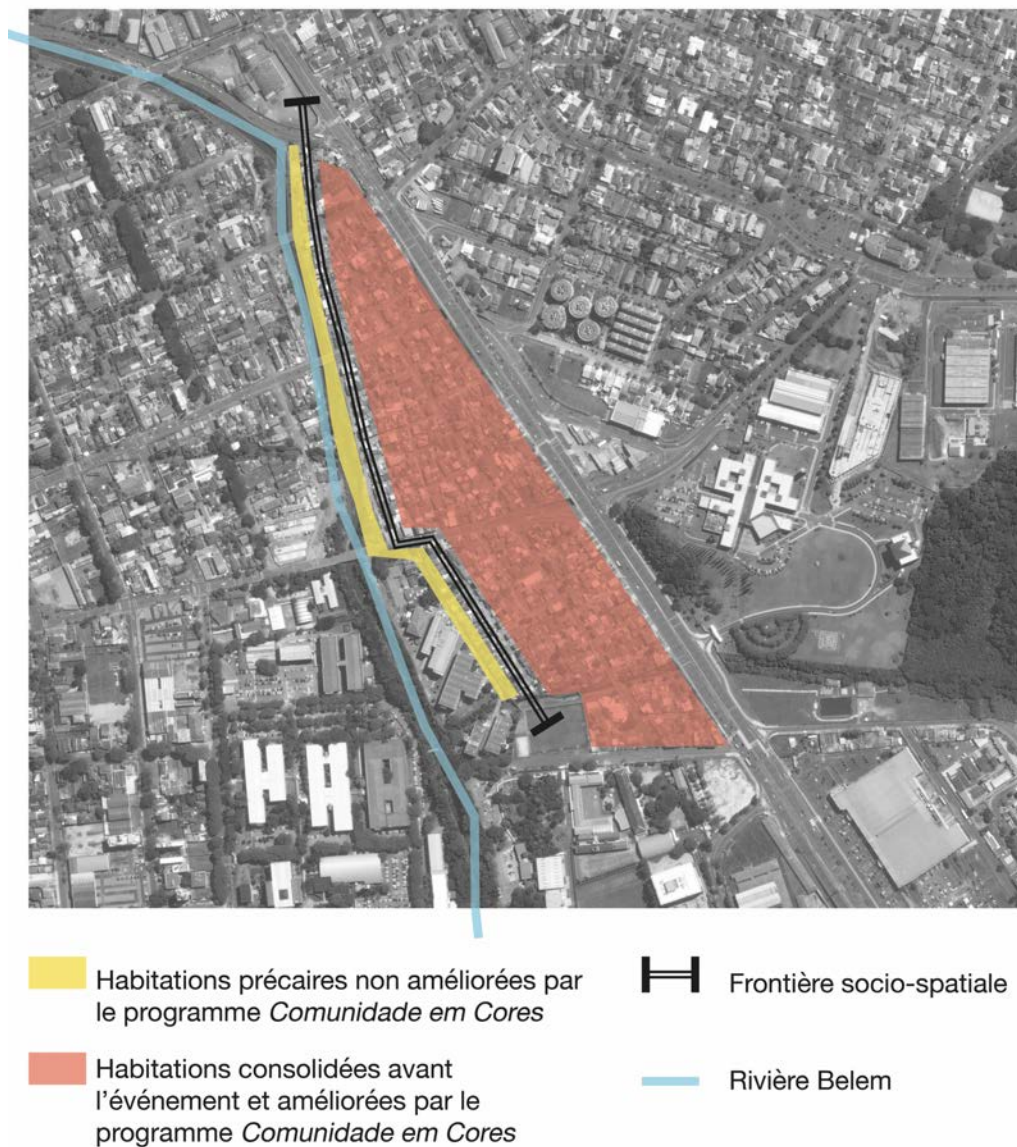 Habitations précaires non améliorées par
le programme Comunidade em Cores
Habitations consolidées avant
l'événement et améliorées par le
programme Comunidade em Cores
Frontière socio-spatiale
Rivière Belem